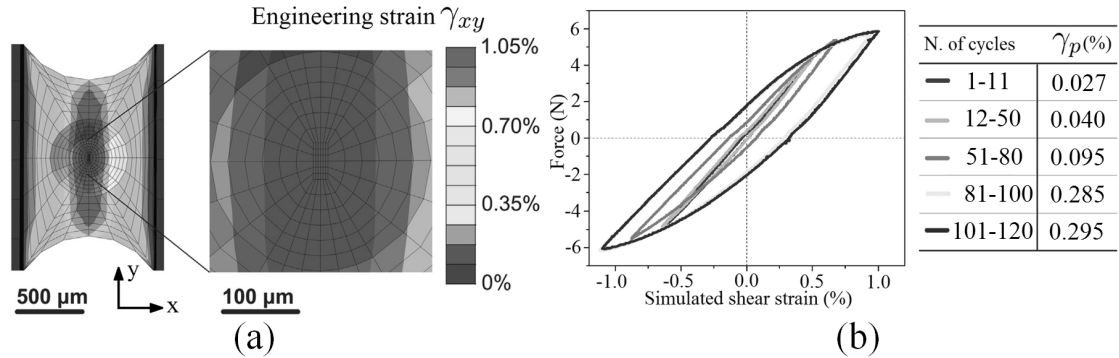 Engineering strain γxy
1.05%
0.70%
0.35%
0%
y
x
500 μm
100 μm
(a)
Force (N)
6
4
2
0
-2
-4
-6
-1.0 -0.5 0.0 0.5 1.0
Simulated shear strain (%)
(b)
N. of cycles γp(%)
1-11 0.027
12-50 0.040
51-80 0.095
81-100 0.285
101-120 0.295